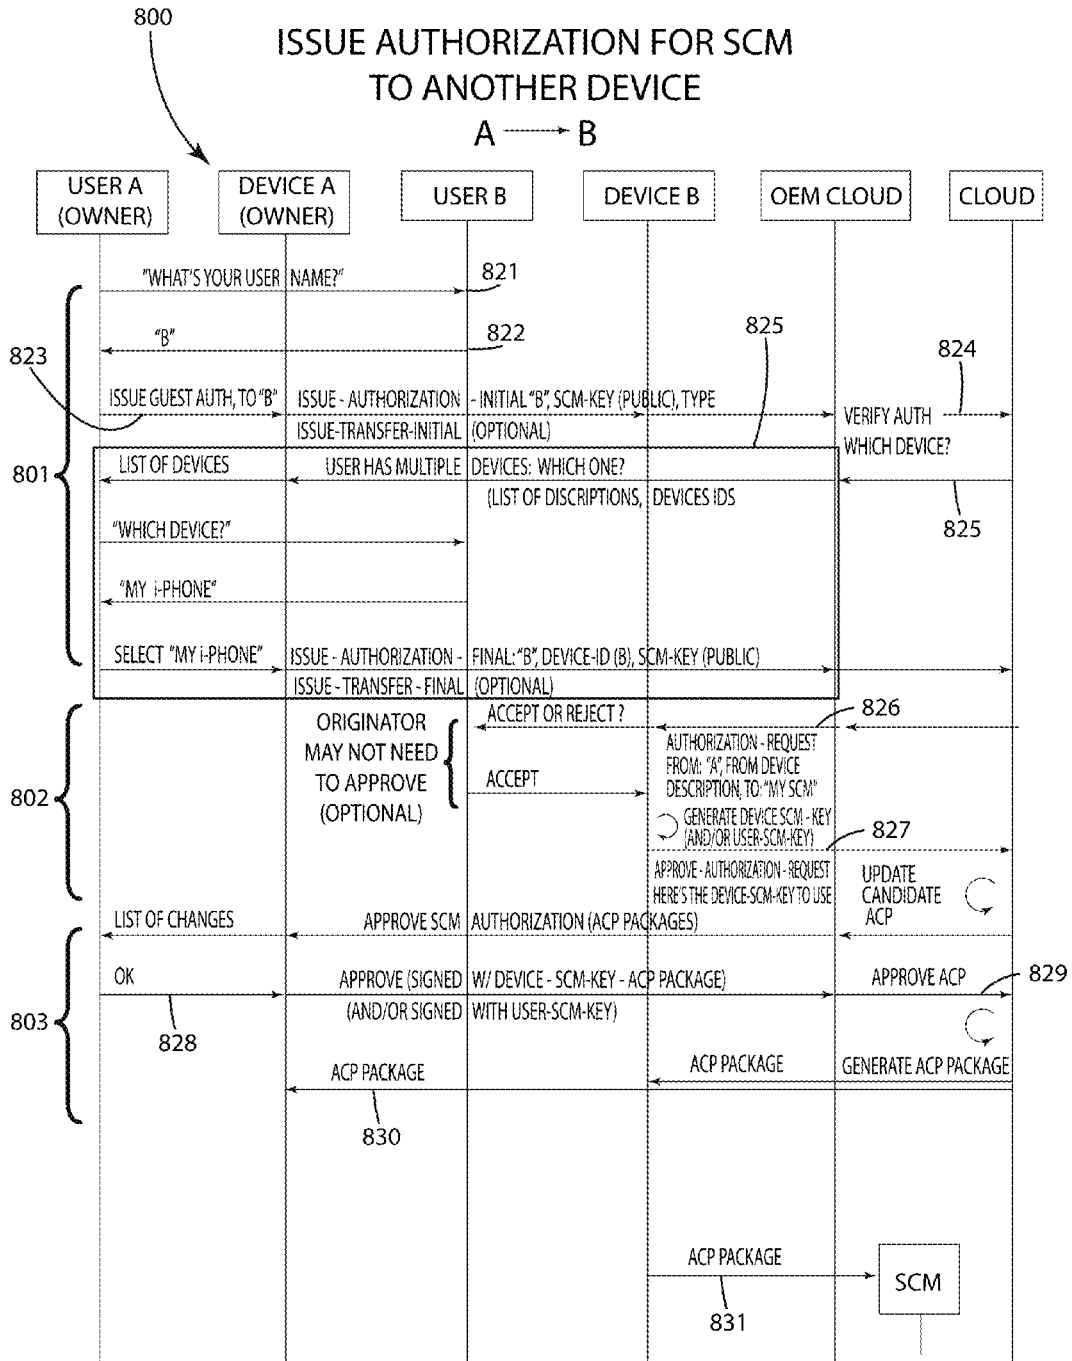 800
ISSUE AUTHORIZATION FOR SCM
TO ANOTHER DEVICE
A B
USER A
(OWNER)
DEVICE A
(OWNER)
USER B
DEVICE B
OEM CLOUD
CLOUD
"WHAT'S YOUR USER NAME?"
821
"B"
822
823
825
824
ISSUE GUEST AUTH, TO "B"
ISSUE - AUTHORIZATION - INITIAL "B", SCM-KEY (PUBLIC), TYPE
ISSUE-TRANSFER-INITIAL (OPTIONAL)
VERIFY AUTH
WHICH DEVICE?
801
LIST OF DEVICES
USER HAS MULTIPLE DEVICES: WHICH ONE?
(LIST OF DISCRIPTIONS, DEVICES IDS
825
"WHICH DEVICE?"
"MY i-PHONE"
SELECT "MY i-PHONE"
ISSUE - AUTHORIZATION - FINAL: "B", DEVICE-ID (B), SCM-KEY (PUBLIC)
ISSUE - TRANSFER - FINAL (OPTIONAL)
802
ORIGINATOR
MAY NOT NEED
TO APPROVE
(OPTIONAL)
ACCEPT OR REJECT ?
826
AUTHORIZATION - REQUEST
FROM: "A", FROM DEVICE
DESCRIPTION, TO: "MY SCM"
ACCEPT
GENERATE DEVICE SCM - KEY
(AND/OR USER-SCM-KEY)
827
APPROVE - AUTHORIZATION - REQUEST
HERE'S THE DEVICE-SCM-KEY TO USE
UPDATE
CANDIDATE
ACP
803
LIST OF CHANGES
APPROVE SCM AUTHORIZATION (ACP PACKAGES)
OK
828
APPROVE (SIGNED W/ DEVICE - SCM-KEY - ACP PACKAGE)
(AND/OR SIGNED WITH USER-SCM-KEY)
APPROVE ACP
829
ACP PACKAGE
ACP PACKAGE
GENERATE ACP PACKAGE
830
ACP PACKAGE
831
SCM